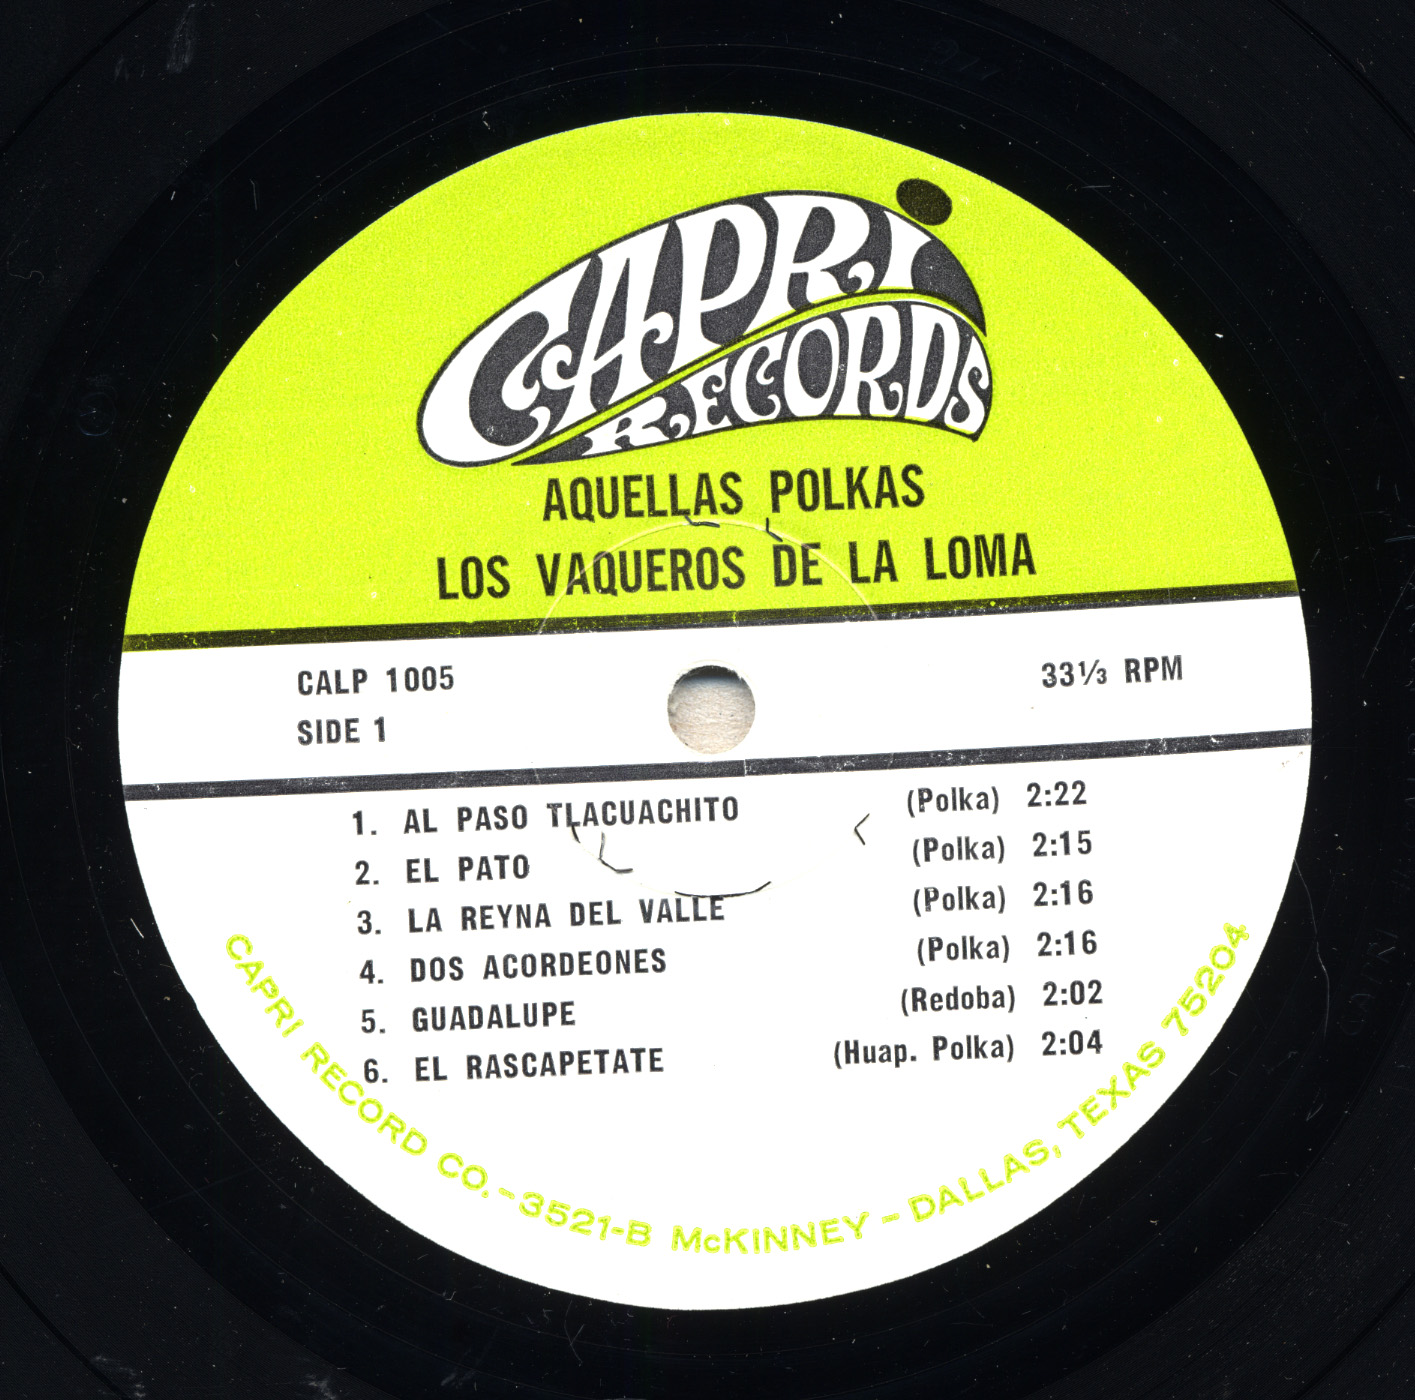 CAPRI
RECORDS
AQUELLAS POLKAS
LOS VAQUEROS DE LA LOMA
CALP 1005
33⅓ RPM
SIDE 1
1. AL PASO TLACUACHITO (Polka) 2:22
2. EL PATO (Polka) 2:15
3. LA REYNA DEL VALLE (Polka) 2:16
4. DOS ACORDEONES (Polka) 2:16
5. GUADALUPE (Redoba) 2:02
6. EL RASCAPETATE (Huap. Polka) 2:04
CAPRI RECORD CO.-3521-B McKINNEY - DALLAS, TEXAS 75204